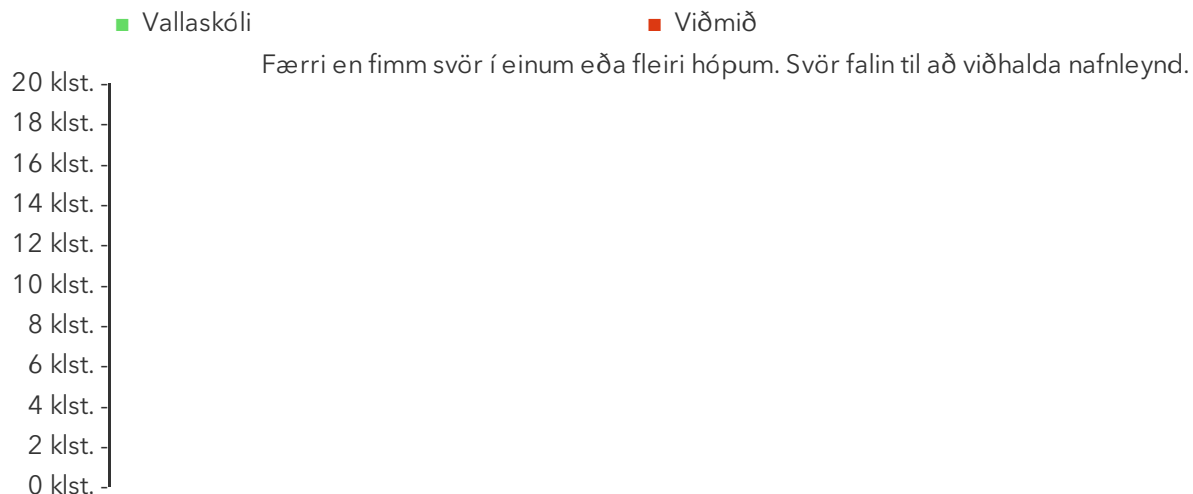 Vallaskóli
Viðmið
Færri en fimm svör í einum eða fleiri hópum. Svör falin til að viðhalda nafnleynd.
20 klst.
18 klst.
16 klst.
14 klst.
12 klst.
10 klst.
8 klst.
6 klst.
4 klst.
2 klst.
0 klst.